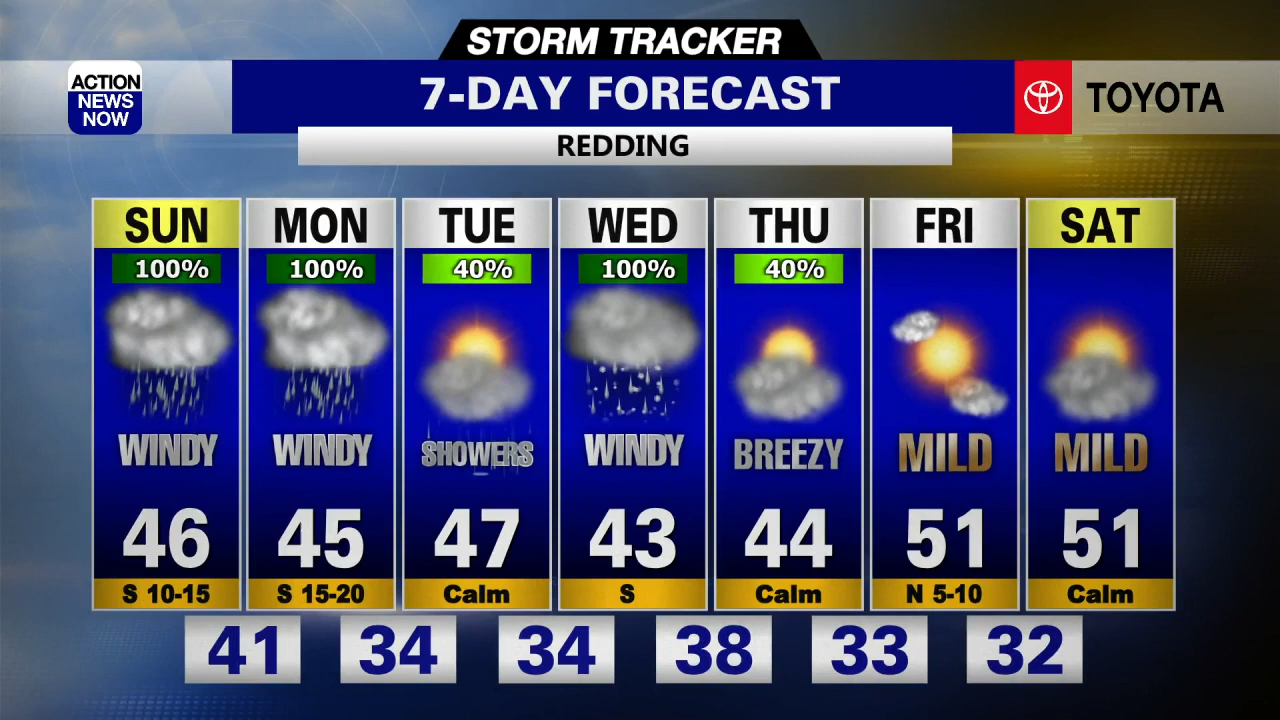 STORM TRACKER
ACTION
NEWS
NOW
7-DAY FORECAST
TOYOTA
REDDING
SUN MON TUE WED THU FRI SAT
100% 100% 40% 100% 40%
WINDY WINDY SHOWERS WINDY BREEZY MILD MILD
46 45 47 43 44 51 51
S 10-15 S 15-20 Calm S Calm N 5-10 Calm
41 34 34 38 33 32